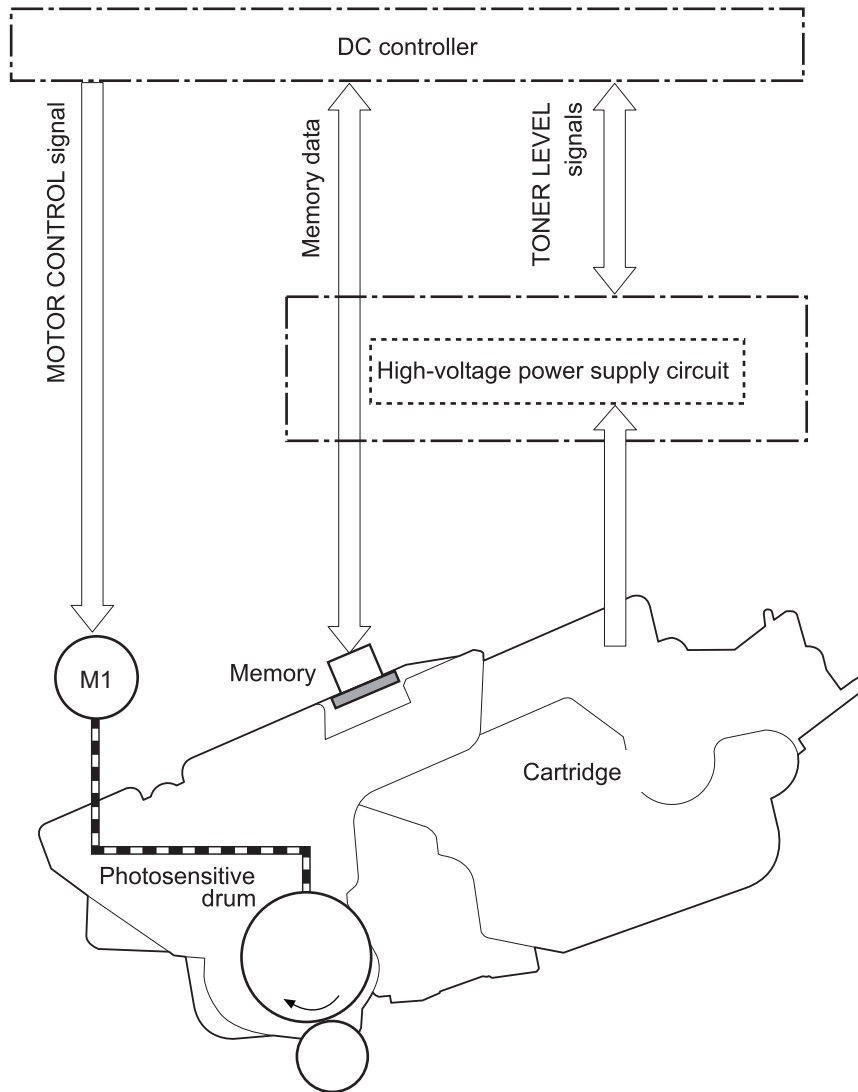 DC controller
MOTOR CONTROL signal
Memory data
TONER LEVEL
signals
High-voltage power supply circuit
M1
Memory
Cartridge
Photosensitive
drum